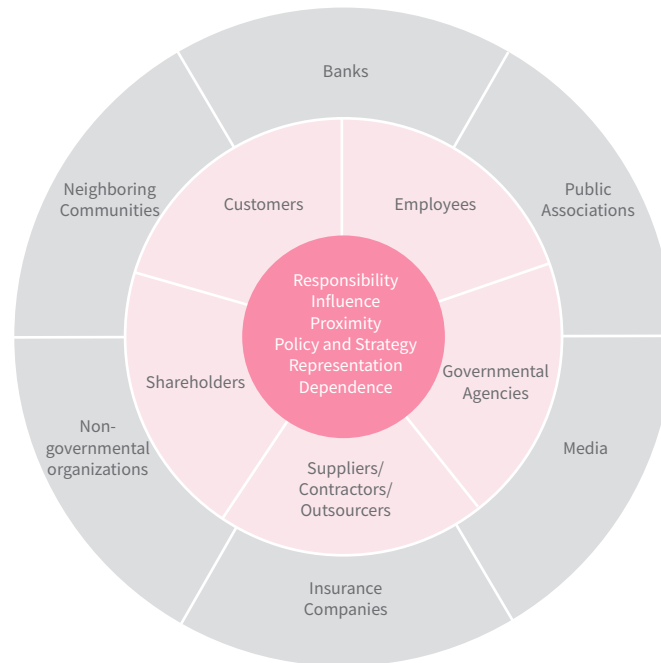 Banks
Neighboring
Communities
Public
Associations
Customers
Employees
Responsibility
Influence
Proximity
Policy and Strategy
Representation
Dependence
Shareholders
Governmental
Agencies
Non-
governmental
organizations
Media
Suppliers/
Contractors/
Outsourcers
Insurance
Companies